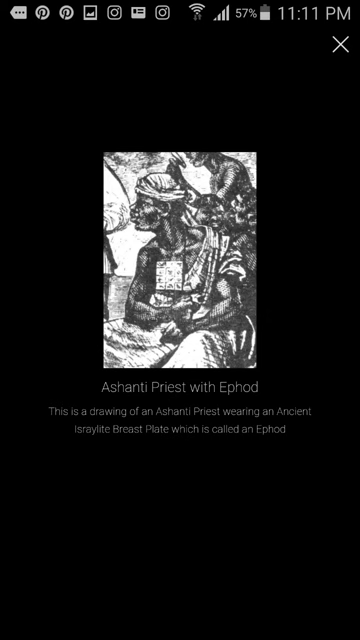 57% 11:11 PM
Ashanti Priest with Ephod
This is a drawing of an Ashanti Priest wearing an Ancient
Israylite Breast Plate which is called an Ephod